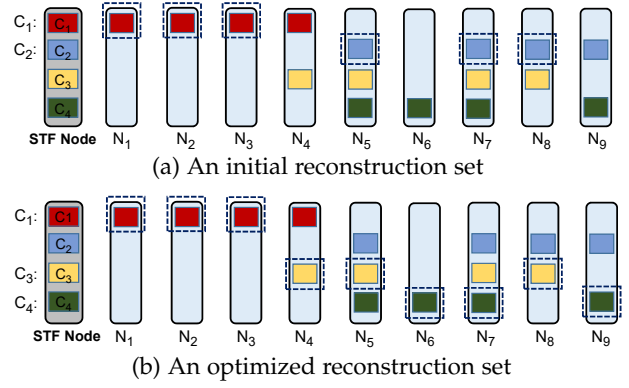 C₁: C₁
C₂: C₂
C₃
C₄
STF Node N₁ N₂ N₃ N₄ N₅ N₆ N₇ N₈ N₉
(a) An initial reconstruction set
C₁: C1
C₂
C₃: C₃
C₄: C₄
STF Node N₁ N₂ N₃ N₄ N₅ N₆ N₇ N₈ N₉
(b) An optimized reconstruction set